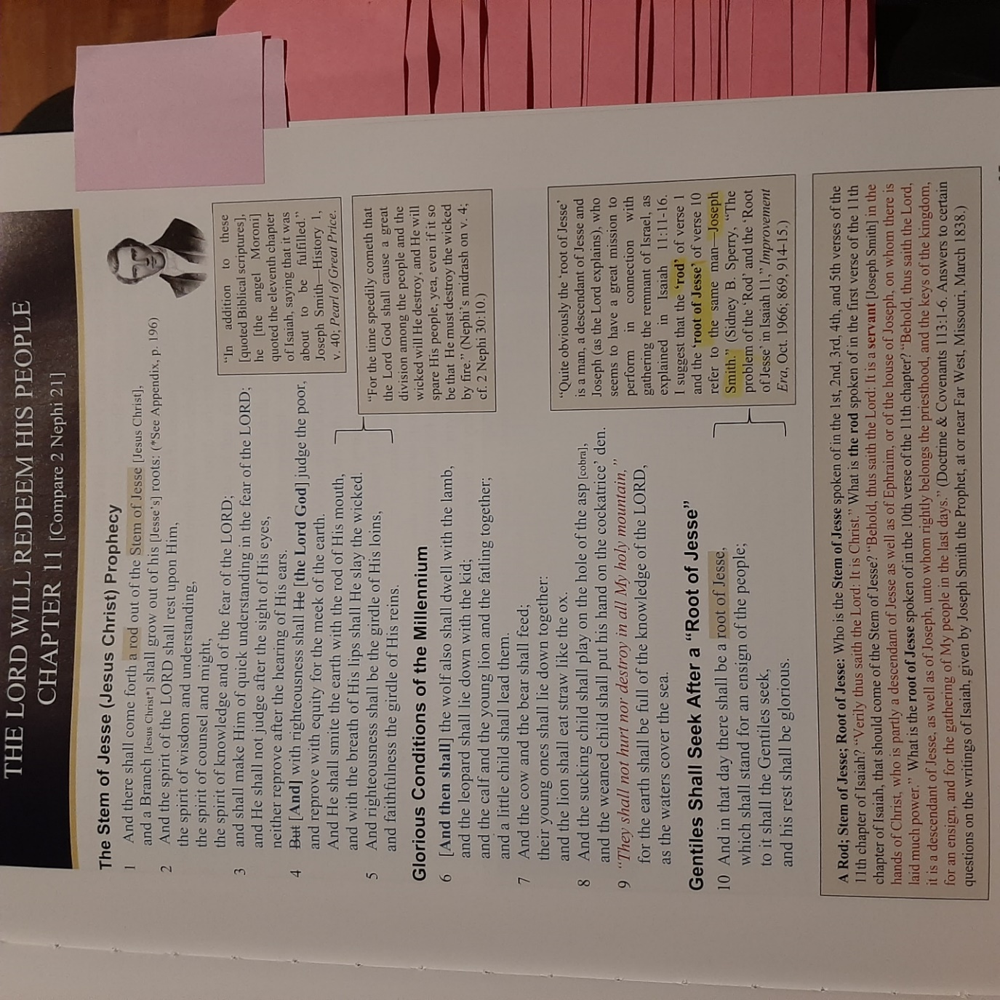 THE LORD WILL REDEEM HIS PEOPLE
CHAPTER 11 [Compare 2 Nephi 21]
The Stem of Jesse (Jesus Christ) Prophecy
1 And there shall come forth a rod out of the Stem of Jesse [Jesus Christ],
and a Branch [Jesus Christ*] shall grow out of his [Jesse's] roots: (*See Appendix, p. 196)
2 And the spirit of the LORD shall rest upon Him,
the spirit of wisdom and understanding,
the spirit of counsel and might,
the spirit of knowledge and of the fear of the LORD;
3 and shall make Him of quick understanding in the fear of the LORD;
and He shall not judge after the sight of His eyes,
neither reprove after the hearing of His ears.
4 But [And] with righteousness shall He [the Lord God] judge the poor,
and reprove with equity for the meek of the earth.
And He shall smite the earth with the rod of His mouth,
and with the breath of His lips shall He slay the wicked.
5 And righteousness shall be the girdle of His loins,
and faithfulness the girdle of His reins.
"In addition to these
[quoted Biblical scriptures],
he [the angel Moroni]
quoted the eleventh chapter
of Isaiah, saying that it was
about to be fulfilled."
Joseph Smith—History 1,
v. 40; Pearl of Great Price.
"For the time speedily cometh that
the Lord God shall cause a great
division among the people and the
wicked will He destroy, and He will
spare His people, yea, even if it so
be that He must destroy the wicked
by fire." (Nephi's midrash on v. 4;
cf. 2 Nephi 30:10.)
Glorious Conditions of the Millennium
6 [And then shall] the wolf also shall dwell with the lamb,
and the leopard shall lie down with the kid;
and the calf and the young lion and the fatling together;
and a little child shall lead them.
7 And the cow and the bear shall feed;
their young ones shall lie down together:
and the lion shall eat straw like the ox.
8 And the sucking child shall play on the hole of the asp [cobra],
and the weaned child shall put his hand on the cockatrice' den.
9 "They shall not hurt nor destroy in all My holy mountain,"
for the earth shall be full of the knowledge of the LORD,
as the waters cover the sea.
Gentiles Shall Seek After a "Root of Jesse"
10 And in that day there shall be a root of Jesse,
which shall stand for an ensign of the people;
to it shall the Gentiles seek,
and his rest shall be glorious.
"Quite obviously the 'root of Jesse'
is a man, a descendant of Jesse and
Joseph (as the Lord explains), who
seems to have a great mission to
perform in connection with
gathering the remnant of Israel, as
explained in Isaiah 11:11-16.
I suggest that the 'rod' of verse 1
and the 'root of Jesse' of verse 10
refer to the same man—Joseph
Smith." (Sidney B. Sperry, "The
problem of the 'Rod' and the 'Root
of Jesse' in Isaiah 11," Improvement
Era, Oct. 1966; 869, 914-15.)
A Rod; Stem of Jesse; Root of Jesse: Who is the Stem of Jesse spoken of in the 1st, 2nd, 3rd, 4th, and 5th verses of the
11th chapter of Isaiah? "Verily thus saith the Lord: It is Christ." What is the rod spoken of in the first verse of the 11th
chapter of Isaiah, that should come of the Stem of Jesse? "Behold, thus saith the Lord: It is a servant [Joseph Smith] in the
hands of Christ, who is partly a descendant of Jesse as well as of Ephraim, or of the house of Joseph, on whom there is
laid much power." What is the root of Jesse spoken of in the 10th verse of the 11th chapter? "Behold, thus saith the Lord,
it is a descendant of Jesse, as well as of Joseph, unto whom rightly belongs the priesthood, and the keys of the kingdom,
for an ensign, and for the gathering of My people in the last days." (Doctrine & Covenants 113:1-6. Answers to certain
questions on the writings of Isaiah, given by Joseph Smith the Prophet, at or near Far West, Missouri, March 1838.)